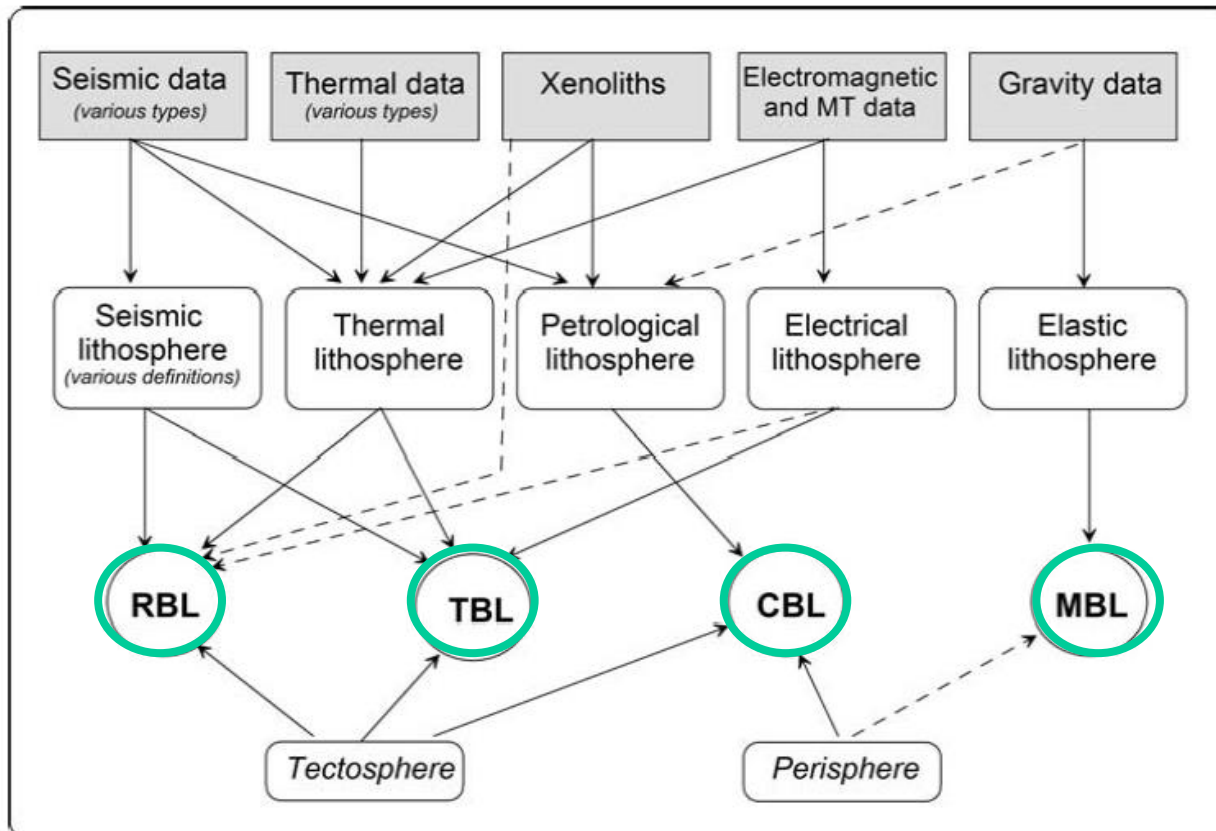 Seismic data
(various types)
Thermal data
(various types)
Xenoliths
Electromagnetic
and MT data
Gravity data
Seismic
lithosphere
(various definitions)
Thermal
lithosphere
Petrological
lithosphere
Electrical
lithosphere
Elastic
lithosphere
RBL
TBL
CBL
MBL
Tectosphere
Perisphere